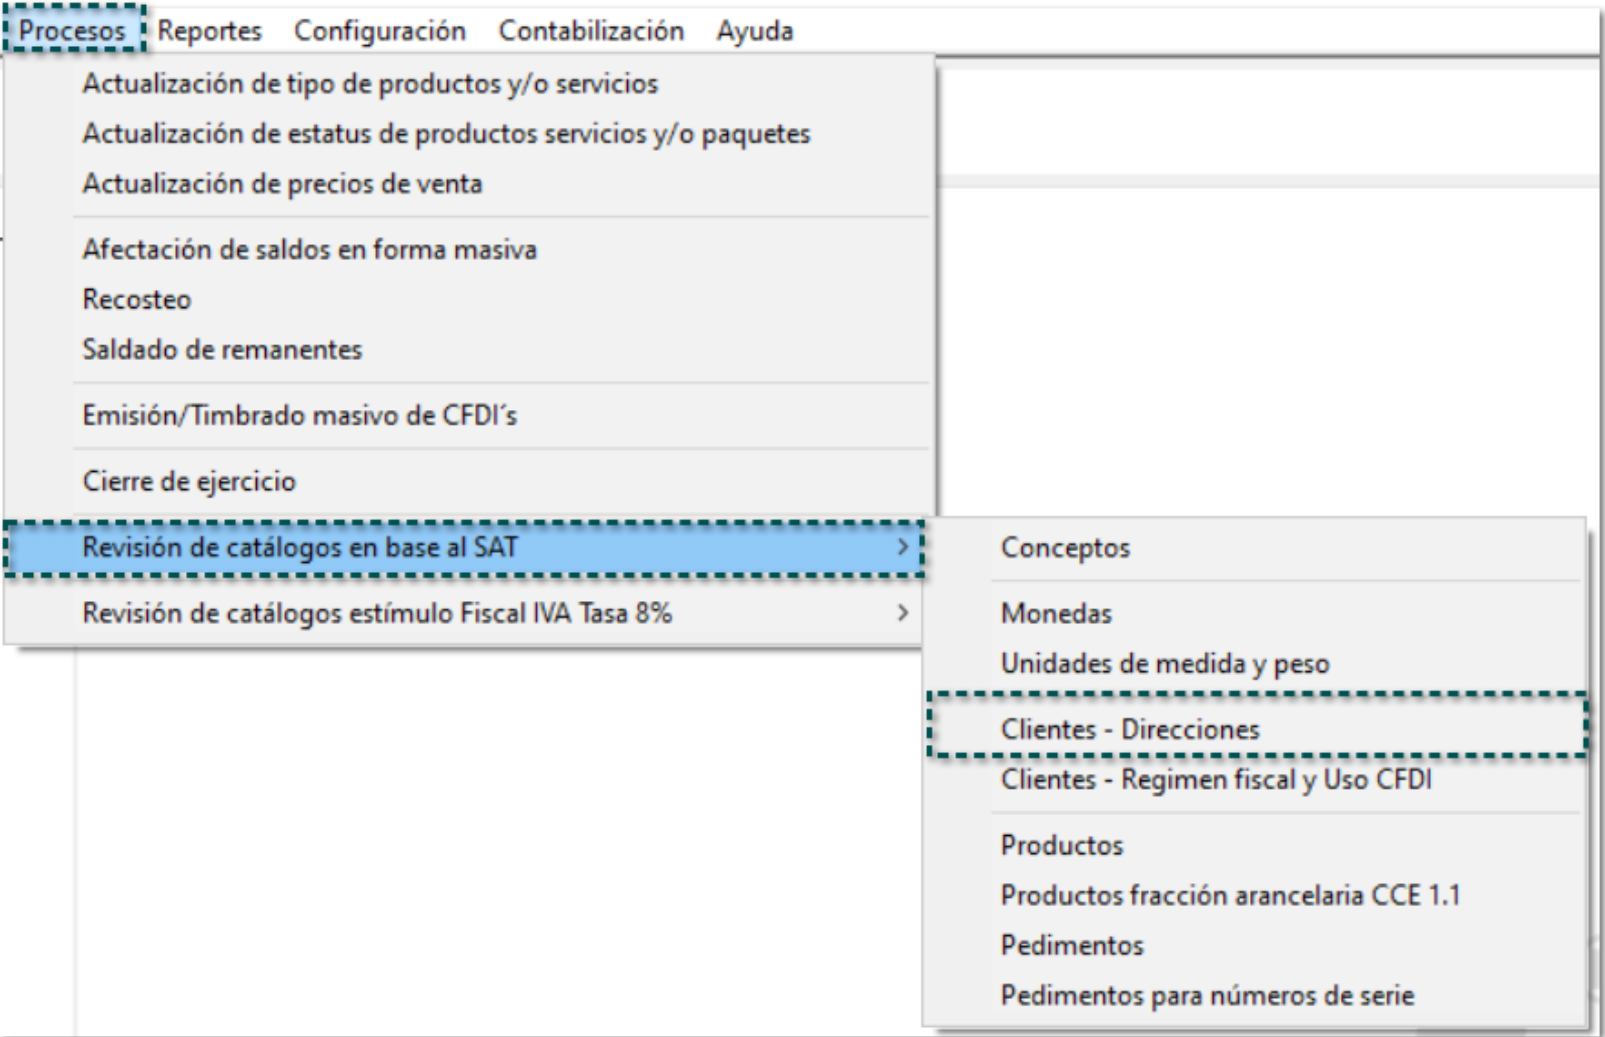 Procesos Reportes Configuración Contabilización Ayuda
Actualización de tipo de productos y/o servicios
Actualización de estatus de productos servicios y/o paquetes
Actualización de precios de venta
Afectación de saldos en forma masiva
Recosteo
Saldado de remanentes
Emisión/Timbrado masivo de CFDI´s
Cierre de ejercicio
Revisión de catálogos en base al SAT
Revisión de catálogos estímulo Fiscal IVA Tasa 8%
Conceptos
Monedas
Unidades de medida y peso
Clientes - Direcciones
Clientes - Regimen fiscal y Uso CFDI
Productos
Productos fracción arancelaria CCE 1.1
Pedimentos
Pedimentos para números de serie